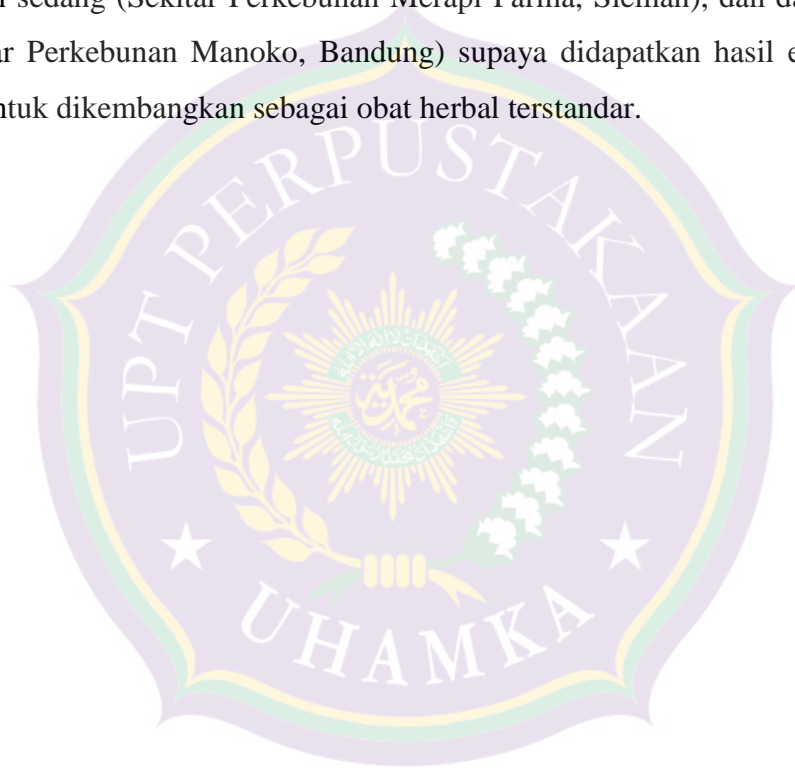 sedang (Sekitar Perkebunan Merapi Farma, Sleman), dan da
ar Perkebunan Manoko, Bandung) supaya didapatkan hasil e
ntuk dikembangkan sebagai obat herbal terstandar.
UPT PERPUSTAKAAN
محمدية
UHAMKA